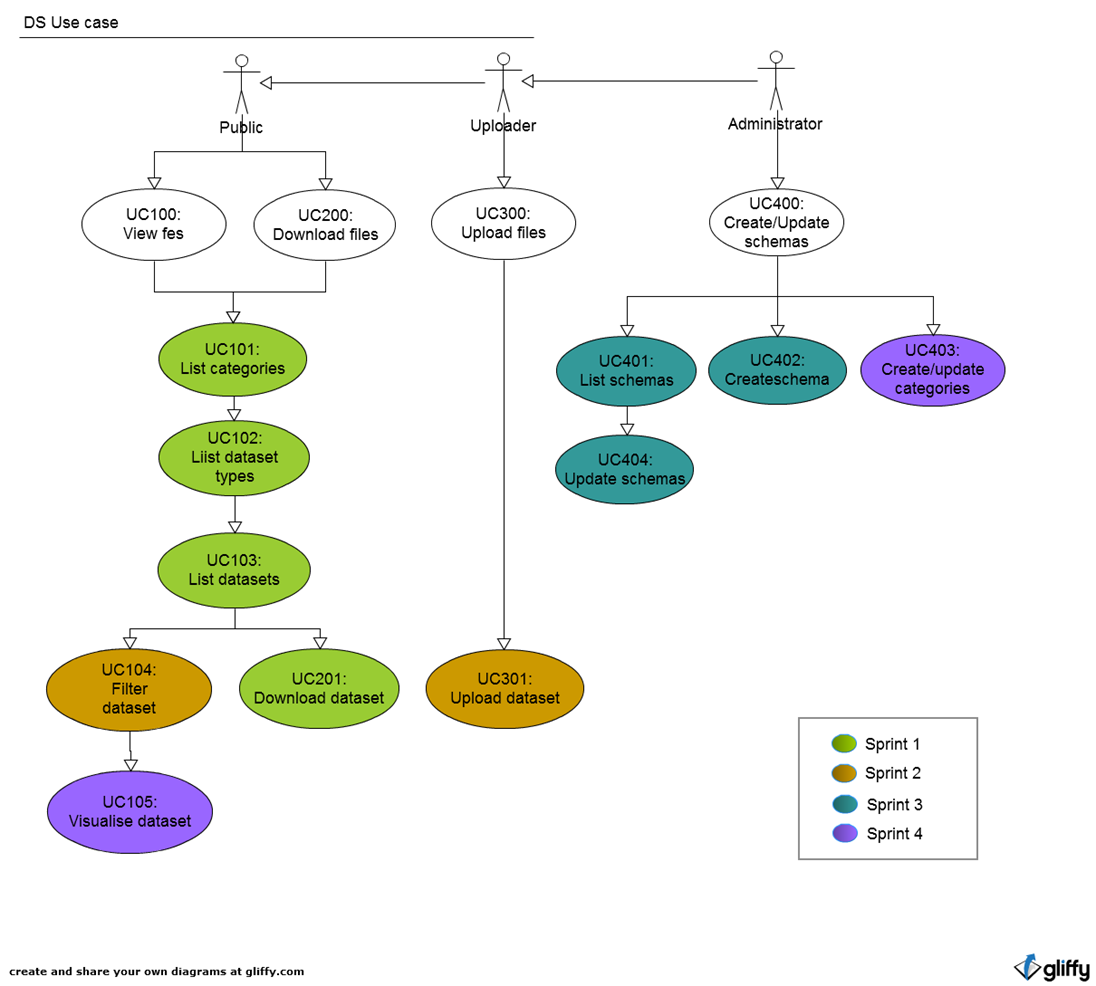 DS Use case
Public
Uploader
Administrator
UC100:
View fes
UC200:
Download files
UC300:
Upload files
UC400:
Create/Update
schemas
UC101:
List categories
UC401:
List schemas
UC402:
Createschema
UC403:
Create/update
categories
UC102:
Liist dataset
types
UC404:
Update schemas
UC103:
List datasets
UC104:
Filter
dataset
UC201:
Download dataset
UC301:
Upload dataset
UC105:
Visualise dataset
Sprint 1
Sprint 2
Sprint 3
Sprint 4
create and share your own diagrams at gliffy.com
gliffy